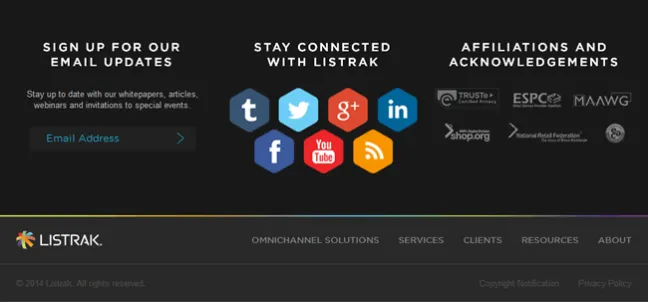 SIGN UP FOR OUR
EMAIL UPDATES
Stay up to date with our whitepapers, articles,
webinars and invitations to special events.
Email Address
STAY CONNECTED
WITH LISTRAK
t
g+
in
f
You
Tube
AFFILIATIONS AND
ACKNOWLEDGEMENTS
TRUSTe
Certified Privacy
ESPC
MAAWG
shop.org
National Retail Federation
LISTRAK
OMNICHANNEL SOLUTIONS
SERVICES
CLIENTS
RESOURCES
ABOUT
© 2014 Listrak. All rights reserved.
Copyright Notification
Privacy Policy